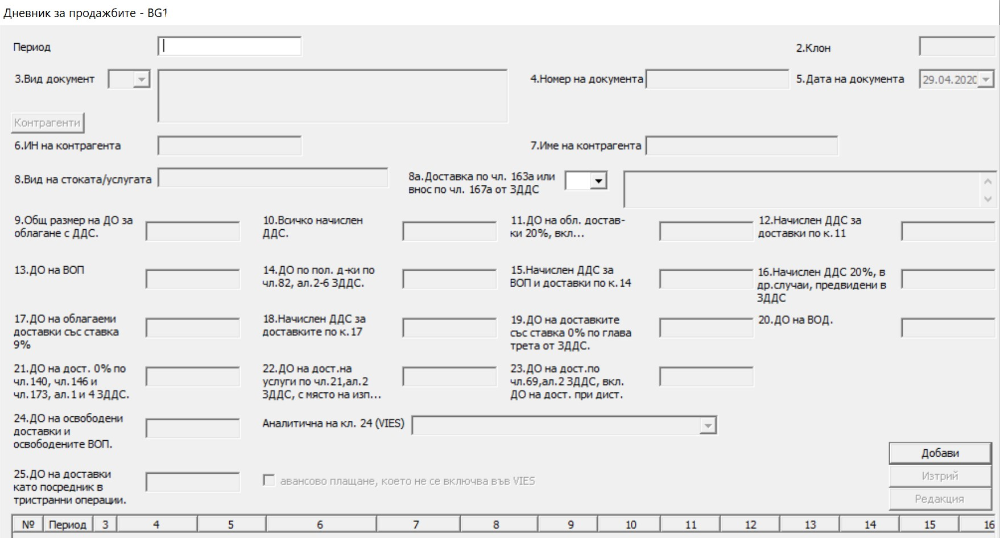 Дневник за продажбите - BG1
Период
2.Клон
3.Вид документ
4.Номер на документа
5.Дата на документа
29.04.2020
Контрагенти
6.ИН на контрагента
7.Име на контрагента
8.Вид на стоката/услугата
8а.Доставка по чл. 163а или
внос по чл. 167а от ЗДДС
9.Общ размер на ДО за
облагане с ДДС.
10.Всичко начислен
ДДС.
11.ДО на обл. достав-
ки 20%, вкл...
12.Начислен ДДС за
доставки по к.11
13.ДО на ВОП
14.ДО по пол. д-ки по
чл.82, ал.2-6 ЗДДС.
15.Начислен ДДС за
ВОП и доставки по к.14
16.Начислен ДДС 20%, в
др.случаи, предвидени в
ЗДДС
17.ДО на облагаеми
доставки със ставка
9%
18.Начислен ДДС за
доставките по к.17
19.ДО на доставките
със ставка 0% по глава
трета от ЗДДС.
20.ДО на ВОД.
21.ДО на дост. 0% по
чл.140, чл.146 и
чл.173, ал.1 и 4 ЗДДС.
22.ДО на дост.на
услуги по чл.21,ал.2
ЗДДС, с място на изп...
23.ДО на дост.по
чл.69,ал.2 ЗДДС, вкл.
ДО на дост. при дист.
24.ДО на освободени
доставки и
освободените ВОП.
Аналитична на кл. 24 (VIES)
Добави
25.ДО на доставки
като посредник в
тристранни операции.
авансово плащане, което не се включва във VIES
Изтрий
Редакция
№ Период 3 4 5 6 7 8 9 10 11 12 13 14 15 16